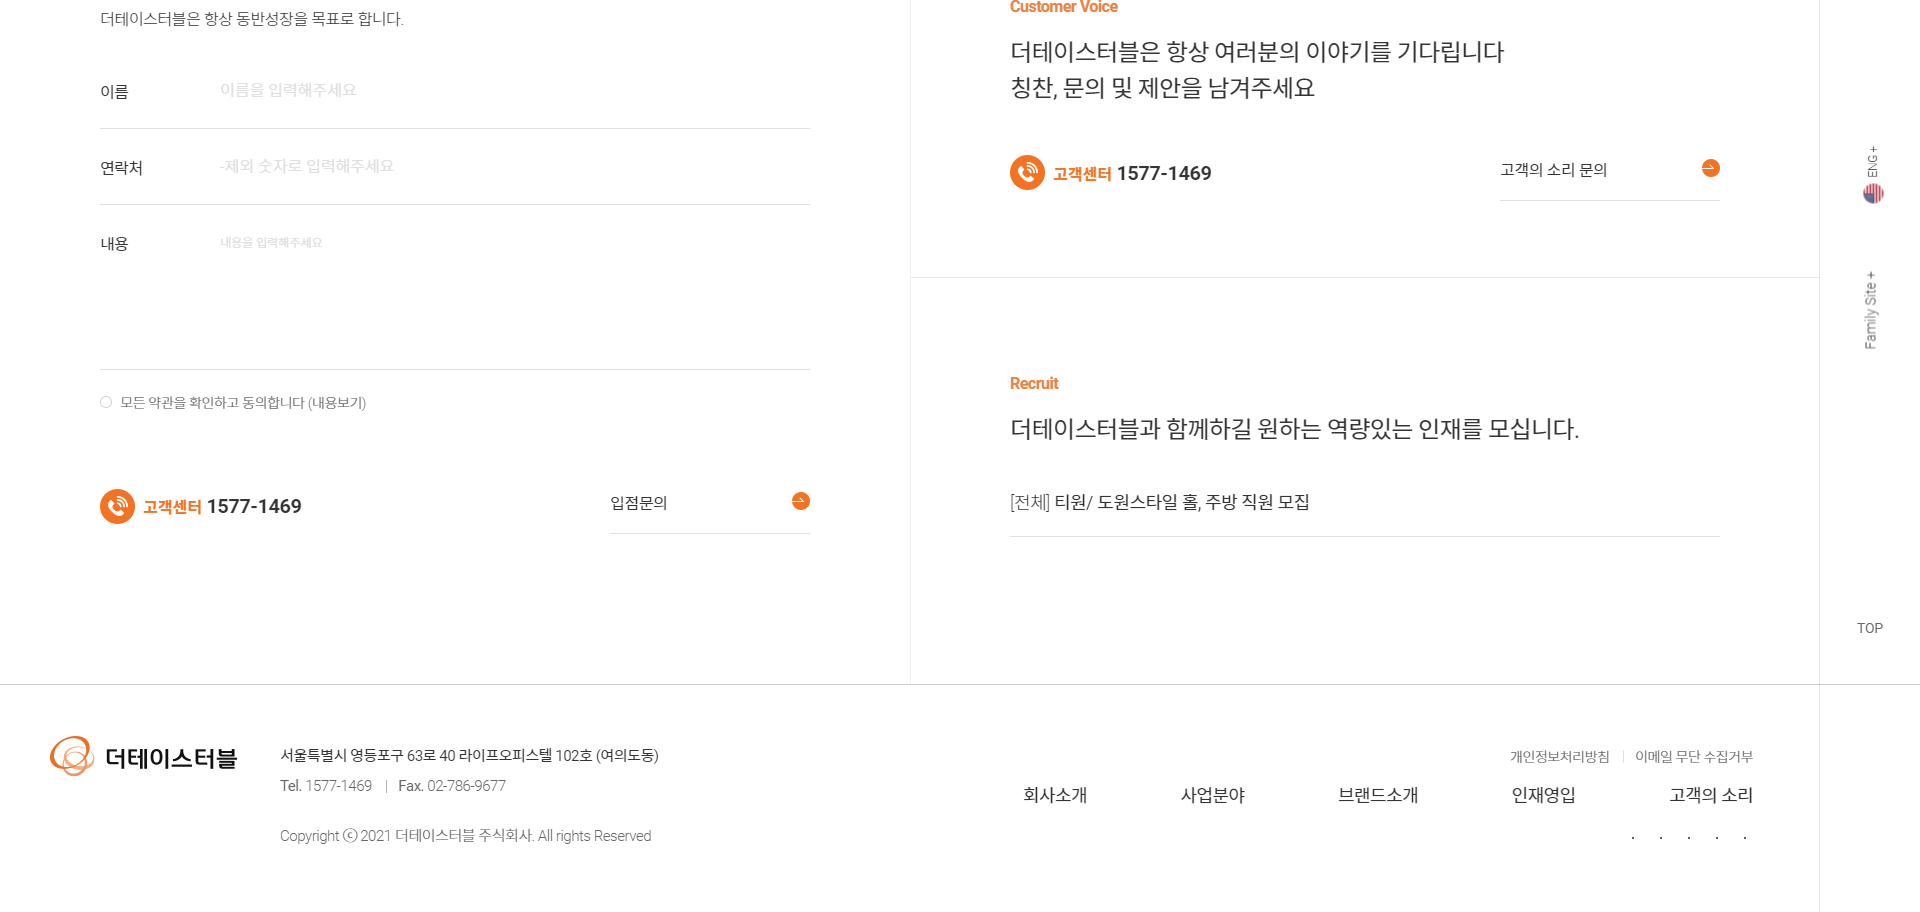 더테이스터블은 항상 동반성장을 목표로 합니다.
이름 이름을 입력해주세요
연락처 -제외 숫자로 입력해주세요
내용 내용을 입력해주세요
모든 약관을 확인하고 동의합니다 (내용보기)
고객센터 1577-1469
입점문의
Customer Voice
더테이스터블은 항상 여러분의 이야기를 기다립니다
칭찬, 문의 및 제안을 남겨주세요
고객센터 1577-1469
고객의 소리 문의
Recruit
더테이스터블과 함께하길 원하는 역량있는 인재를 모십니다.
[전체] 티원/ 도원스타일 홀, 주방 직원 모집
ENG +
Family Site +
TOP
더테이스터블
서울특별시 영등포구 63로 40 라이프오피스텔 102호 (여의도동)
Tel. 1577-1469 | Fax. 02-786-9677
Copyright ⓒ 2021 더테이스터블 주식회사. All rights Reserved
개인정보처리방침 | 이메일 무단 수집거부
회사소개 사업분야 브랜드소개 인재영입 고객의 소리